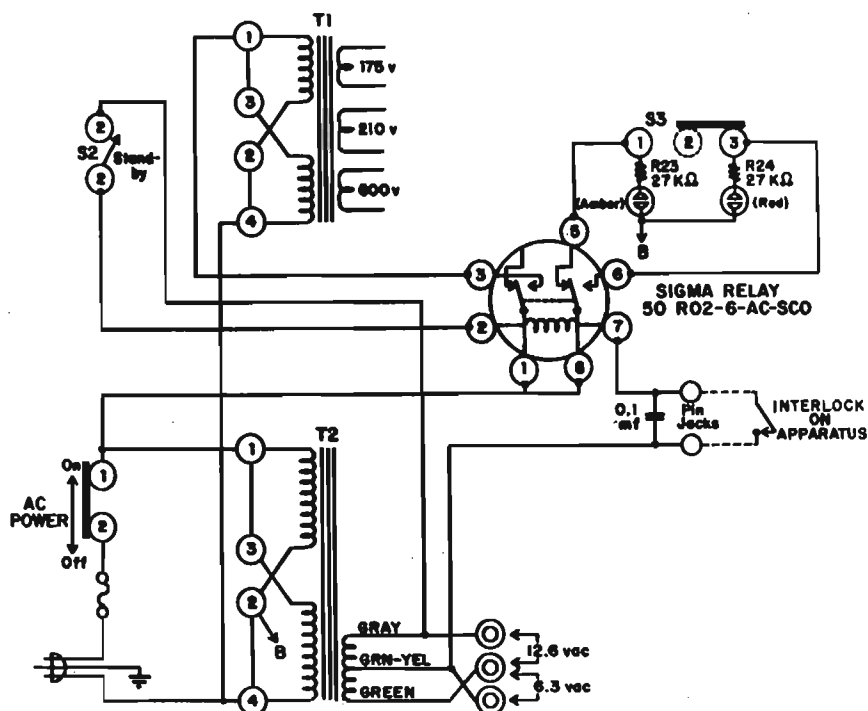 T1
1
175 v
3
210 v
2
600 v
4
2
S2
Stand-
by
2
S3
1
2
3
R23
27 KΩ
R24
27 KΩ
(Amber)
(Red)
B
5
3
6
2
7
1
8
SIGMA RELAY
50 RO2-6-AC-SCO
0.1
mf
Pin
Jacks
INTERLOCK
ON
APPARATUS
T2
On
1
AC
POWER
2
Off
1
3
2
B
4
GRAY
GRN-YEL
GREEN
12.6 vac
6.3 vac